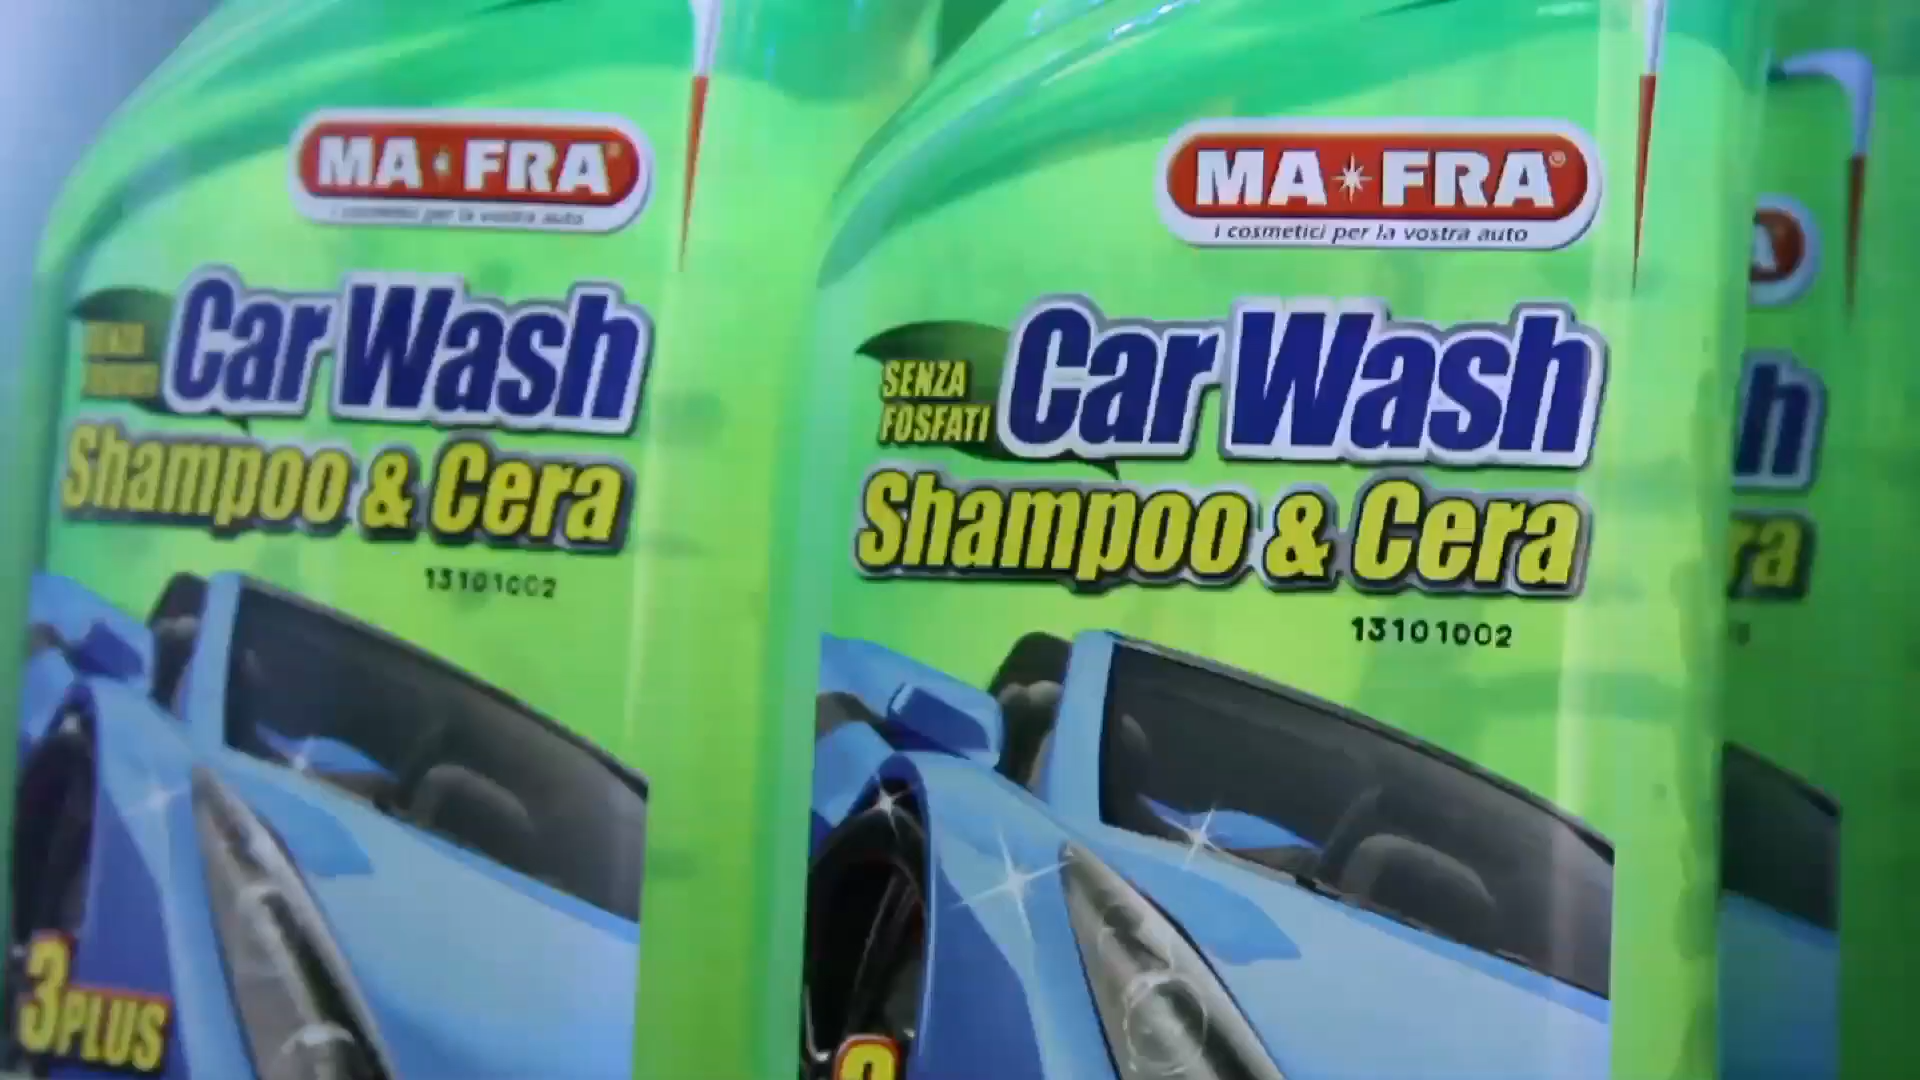 MA FRA®
i cosmetici per la vostra auto
Car Wash
Shampoo & Cera
13101002
3PLUS
MA FRA®
i cosmetici per la vostra auto
SENZA
FOSFATI
Car Wash
Shampoo & Cera
13101002
A
h
ra